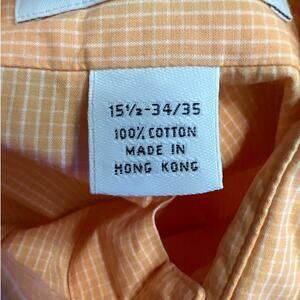 15½-34/35
100% COTTON
MADE IN
HONG KONG